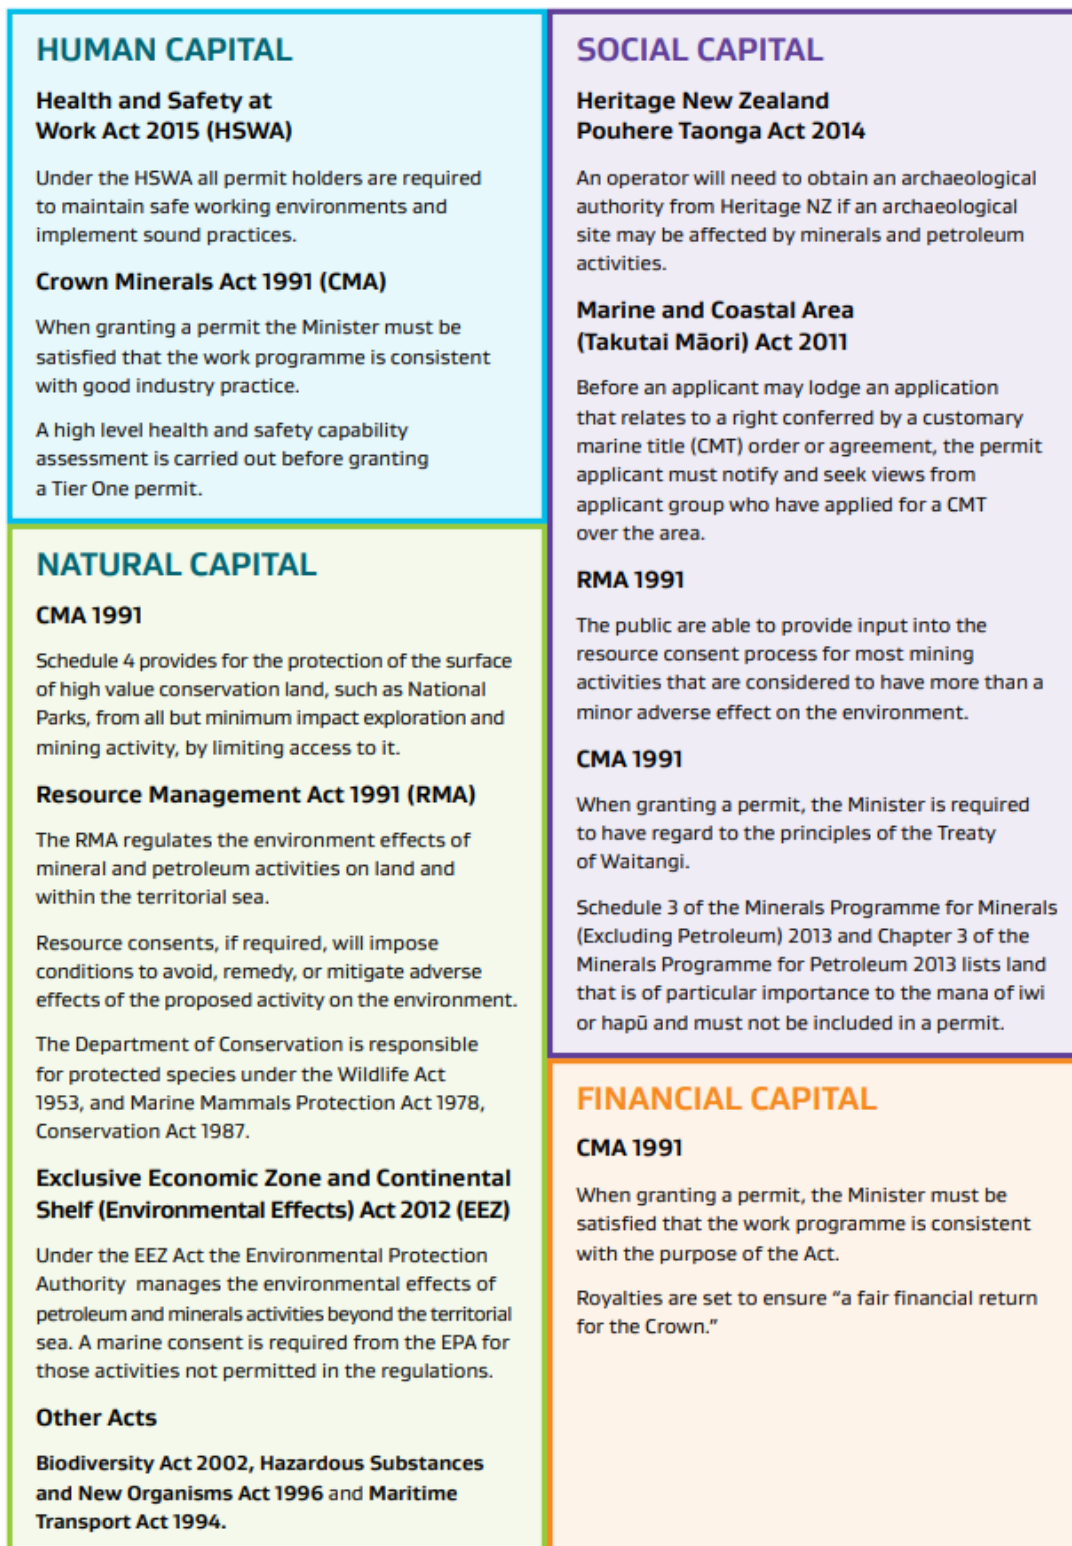 HUMAN CAPITAL
Health and Safety at
Work Act 2015 (HSWA)
Under the HSWA all permit holders are required
to maintain safe working environments and
implement sound practices.
Crown Minerals Act 1991 (CMA)
When granting a permit the Minister must be
satisfied that the work programme is consistent
with good industry practice.
A high level health and safety capability
assessment is carried out before granting
a Tier One permit.
NATURAL CAPITAL
CMA 1991
Schedule 4 provides for the protection of the surface
of high value conservation land, such as National
Parks, from all but minimum impact exploration and
mining activity, by limiting access to it.
Resource Management Act 1991 (RMA)
The RMA regulates the environment effects of
mineral and petroleum activities on land and
within the territorial sea.
Resource consents, if required, will impose
conditions to avoid, remedy, or mitigate adverse
effects of the proposed activity on the environment.
The Department of Conservation is responsible
for protected species under the Wildlife Act
1953, and Marine Mammals Protection Act 1978,
Conservation Act 1987.
Exclusive Economic Zone and Continental
Shelf (Environmental Effects) Act 2012 (EEZ)
Under the EEZ Act the Environmental Protection
Authority manages the environmental effects of
petroleum and minerals activities beyond the territorial
sea. A marine consent is required from the EPA for
those activities not permitted in the regulations.
Other Acts
Biodiversity Act 2002, Hazardous Substances
and New Organisms Act 1996 and Maritime
Transport Act 1994.
SOCIAL CAPITAL
Heritage New Zealand
Pouhere Taonga Act 2014
An operator will need to obtain an archaeological
authority from Heritage NZ if an archaeological
site may be affected by minerals and petroleum
activities.
Marine and Coastal Area
(Takutai Māori) Act 2011
Before an applicant may lodge an application
that relates to a right conferred by a customary
marine title (CMT) order or agreement, the permit
applicant must notify and seek views from
applicant group who have applied for a CMT
over the area.
RMA 1991
The public are able to provide input into the
resource consent process for most mining
activities that are considered to have more than a
minor adverse effect on the environment.
CMA 1991
When granting a permit, the Minister is required
to have regard to the principles of the Treaty
of Waitangi.
Schedule 3 of the Minerals Programme for Minerals
(Excluding Petroleum) 2013 and Chapter 3 of the
Minerals Programme for Petroleum 2013 lists land
that is of particular importance to the mana of iwi
or hapū and must not be included in a permit.
FINANCIAL CAPITAL
CMA 1991
When granting a permit, the Minister must be
satisfied that the work programme is consistent
with the purpose of the Act.
Royalties are set to ensure “a fair financial return
for the Crown.”